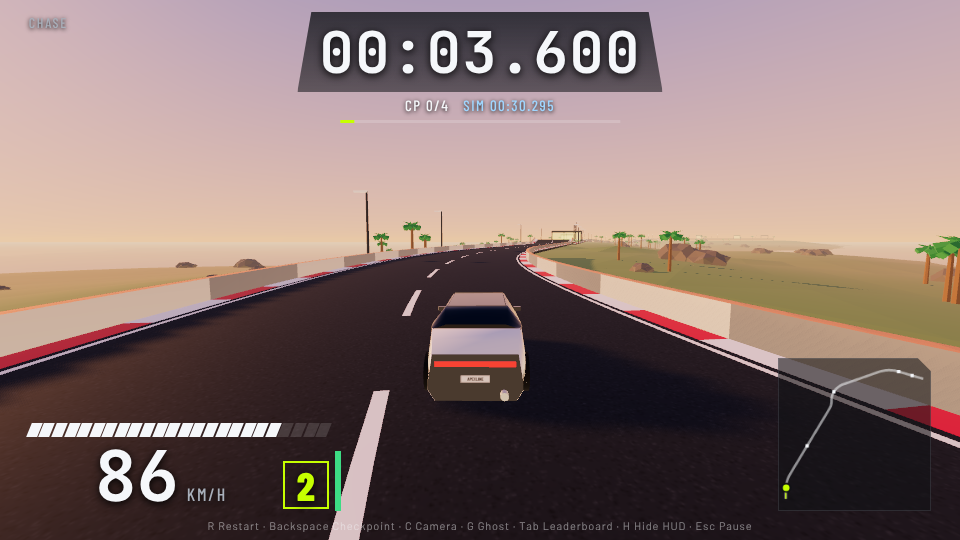 CHASE
00:03.600
CP 0/4 SIM 00:30.295
86 KM/H
2
R Restart · Backspace Checkpoint · C Camera · G Ghost · Tab Leaderboard · H Hide HUD · Esc Pause